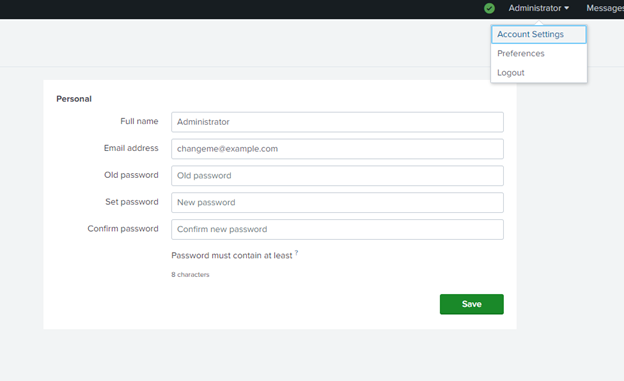 Administrator
Messages
Account Settings
Preferences
Logout
Personal
Full name
Administrator
Email address
changeme@example.com
Old password
Old password
Set password
New password
Confirm password
Confirm new password
Password must contain at least ?
8 characters
Save